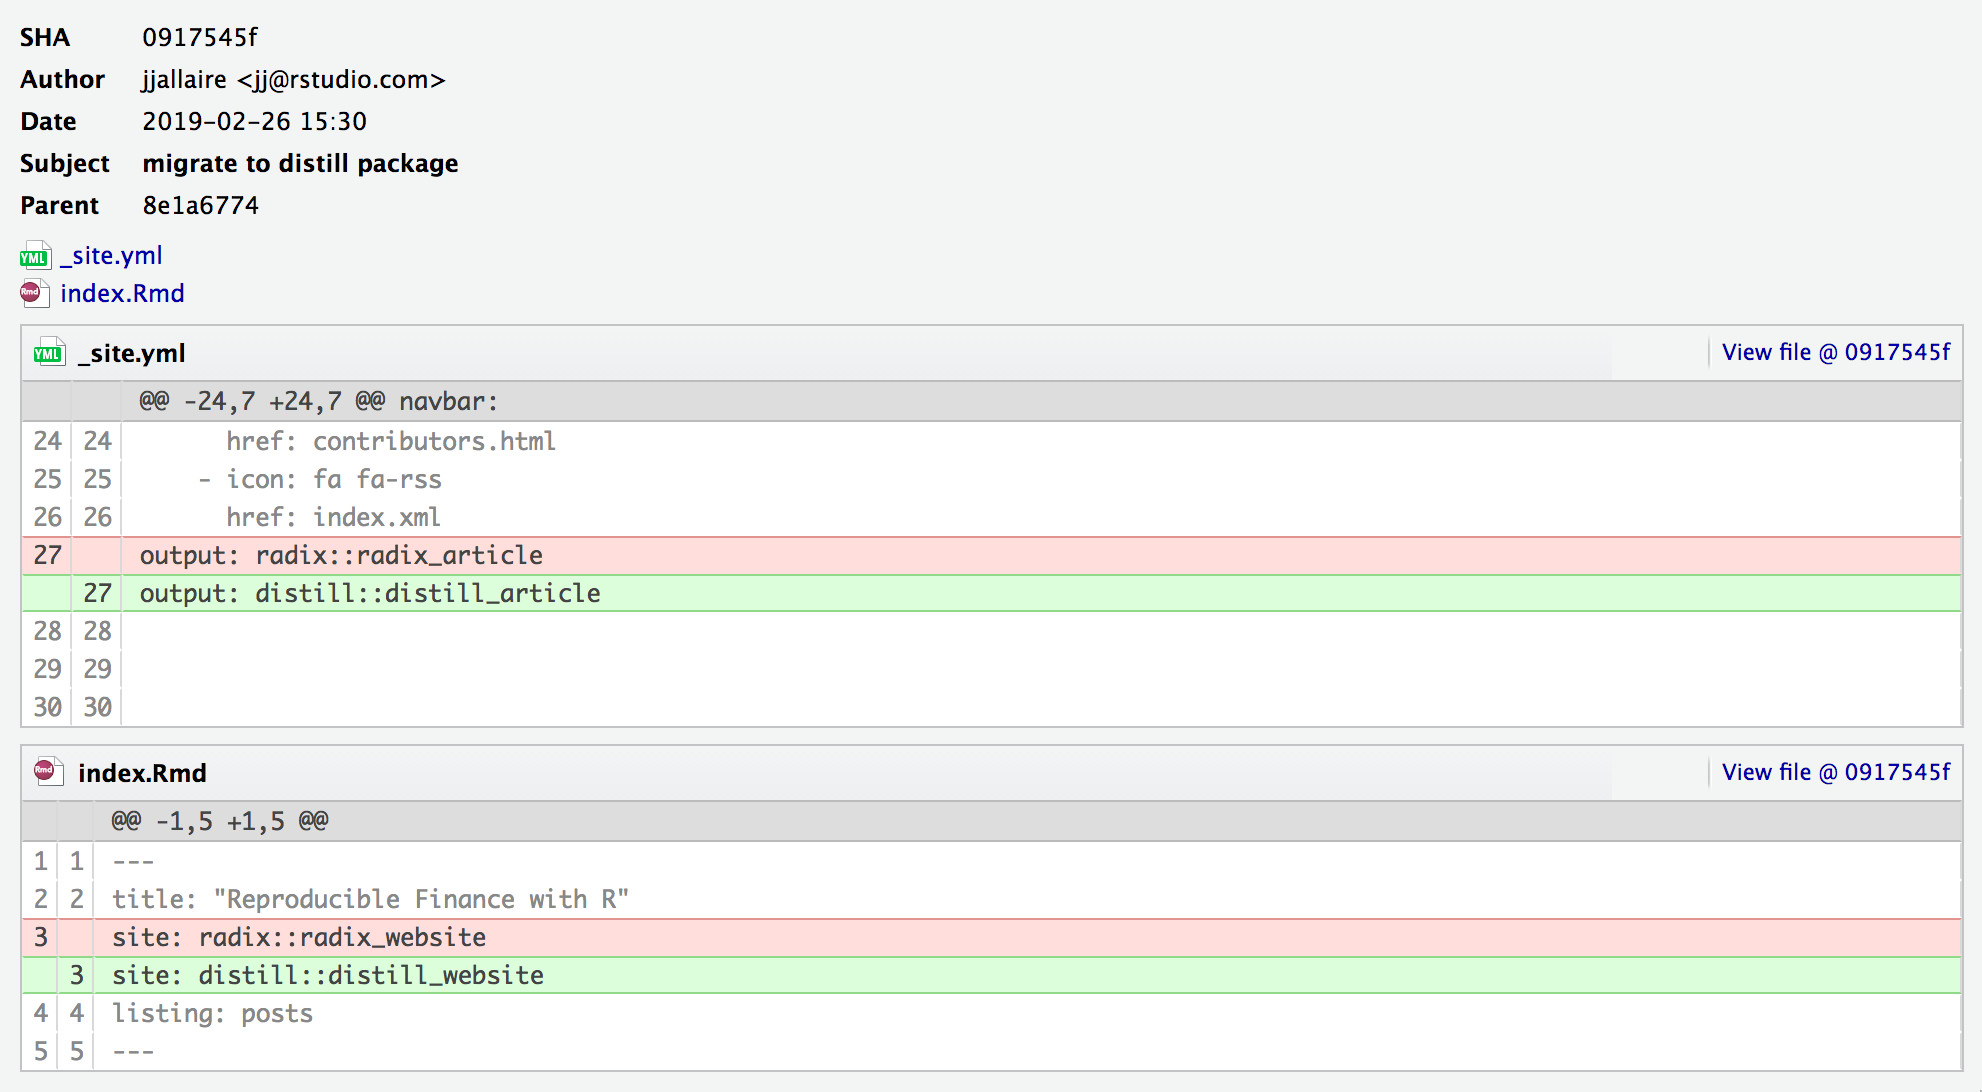 SHA 0917545f
Author jjallaire <jj@rstudio.com>
Date 2019-02-26 15:30
Subject migrate to distill package
Parent 8e1a6774
YML _site.yml
Rmd index.Rmd
YML _site.yml View file @ 0917545f
@@ -24,7 +24,7 @@ navbar:
24 24 href: contributors.html
25 25 - icon: fa fa-rss
26 26 href: index.xml
27 output: radix::radix_article
27 output: distill::distill_article
28 28
29 29
30 30
Rmd index.Rmd View file @ 0917545f
@@ -1,5 +1,5 @@
1 1 ---
2 2 title: "Reproducible Finance with R"
3 site: radix::radix_website
3 site: distill::distill_website
4 4 listing: posts
5 5 ---